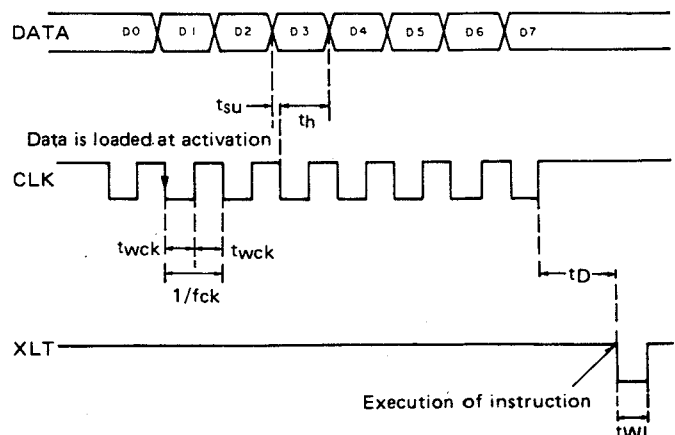 DATA D0 D1 D2 D3 D4 D5 D6 D7
tsu th
Data is loaded at activation
CLK
twck twck
1/fck
tD
XLT
Execution of instruction
twl